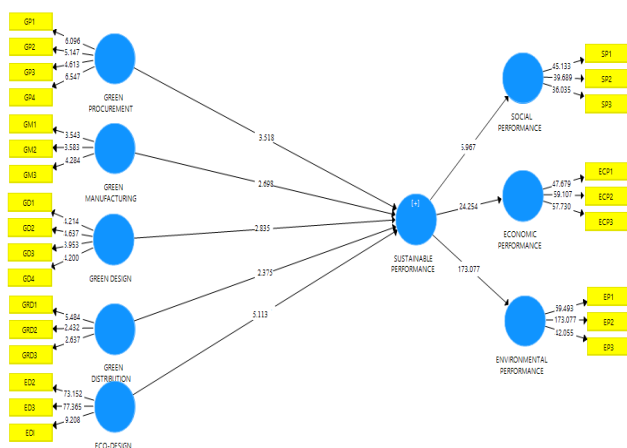 GP1
GP2
GP3
GP4
6.096
5.147
4.613
6.547
GREEN
PROCUREMENT
GM1
GM2
GM3
3.543
3.583
4.284
GREEN
MANUFACTURING
GD1
GD2
GD3
GD4
4.214
4.637
3.953
4.200
GREEN DESIGN
GRD1
GRD2
GRD3
5.484
2.432
2.637
GREEN
DISTRIBUTION
ED2
ED3
EDI
73.152
77.365
9.208
ECO-DESIGN
3.518
2.698
2.835
2.375
5.113
[+]
SUSTAINABLE
PERFORMANCE
24.254
173.077
SP1
SP2
SP3
45.133
39.689
36.035
SOCIAL
PERFORMANCE
ECP1
ECP2
ECP3
47.679
59.107
57.730
ECONOMIC
PERFORMANCE
EP1
EP2
EP3
39.493
173.077
42.055
ENVIRONMENTAL
PERFORMANCE